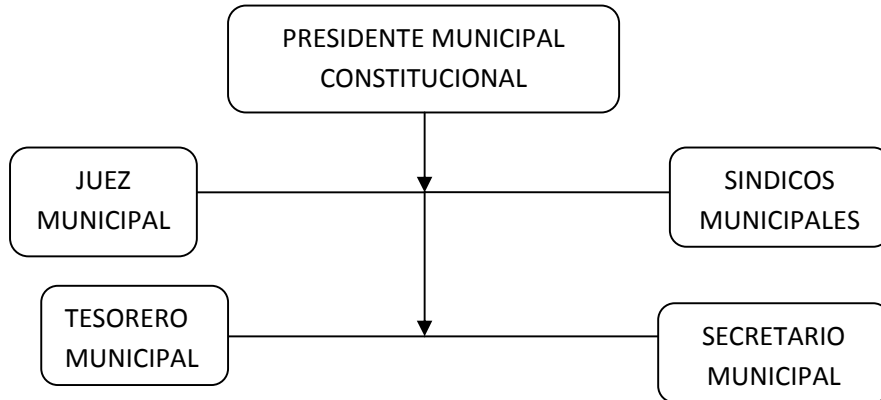 PRESIDENTE MUNICIPAL
CONSTITUCIONAL
JUEZ
MUNICIPAL
SINDICOS
MUNICIPALES
TESORERO
MUNICIPAL
SECRETARIO
MUNICIPAL